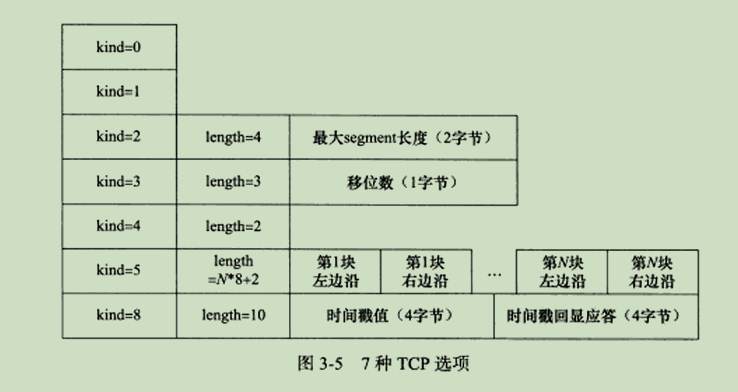 kind=0
kind=1
kind=2 length=4 最大segment长度（2字节）
kind=3 length=3 移位数（1字节）
kind=4 length=2
kind=5 length =N*8+2 第1块左边沿 第1块右边沿 … 第N块左边沿 第N块右边沿
kind=8 length=10 时间戳值（4字节） 时间戳回显应答（4字节）
图 3-5 7 种 TCP 选项